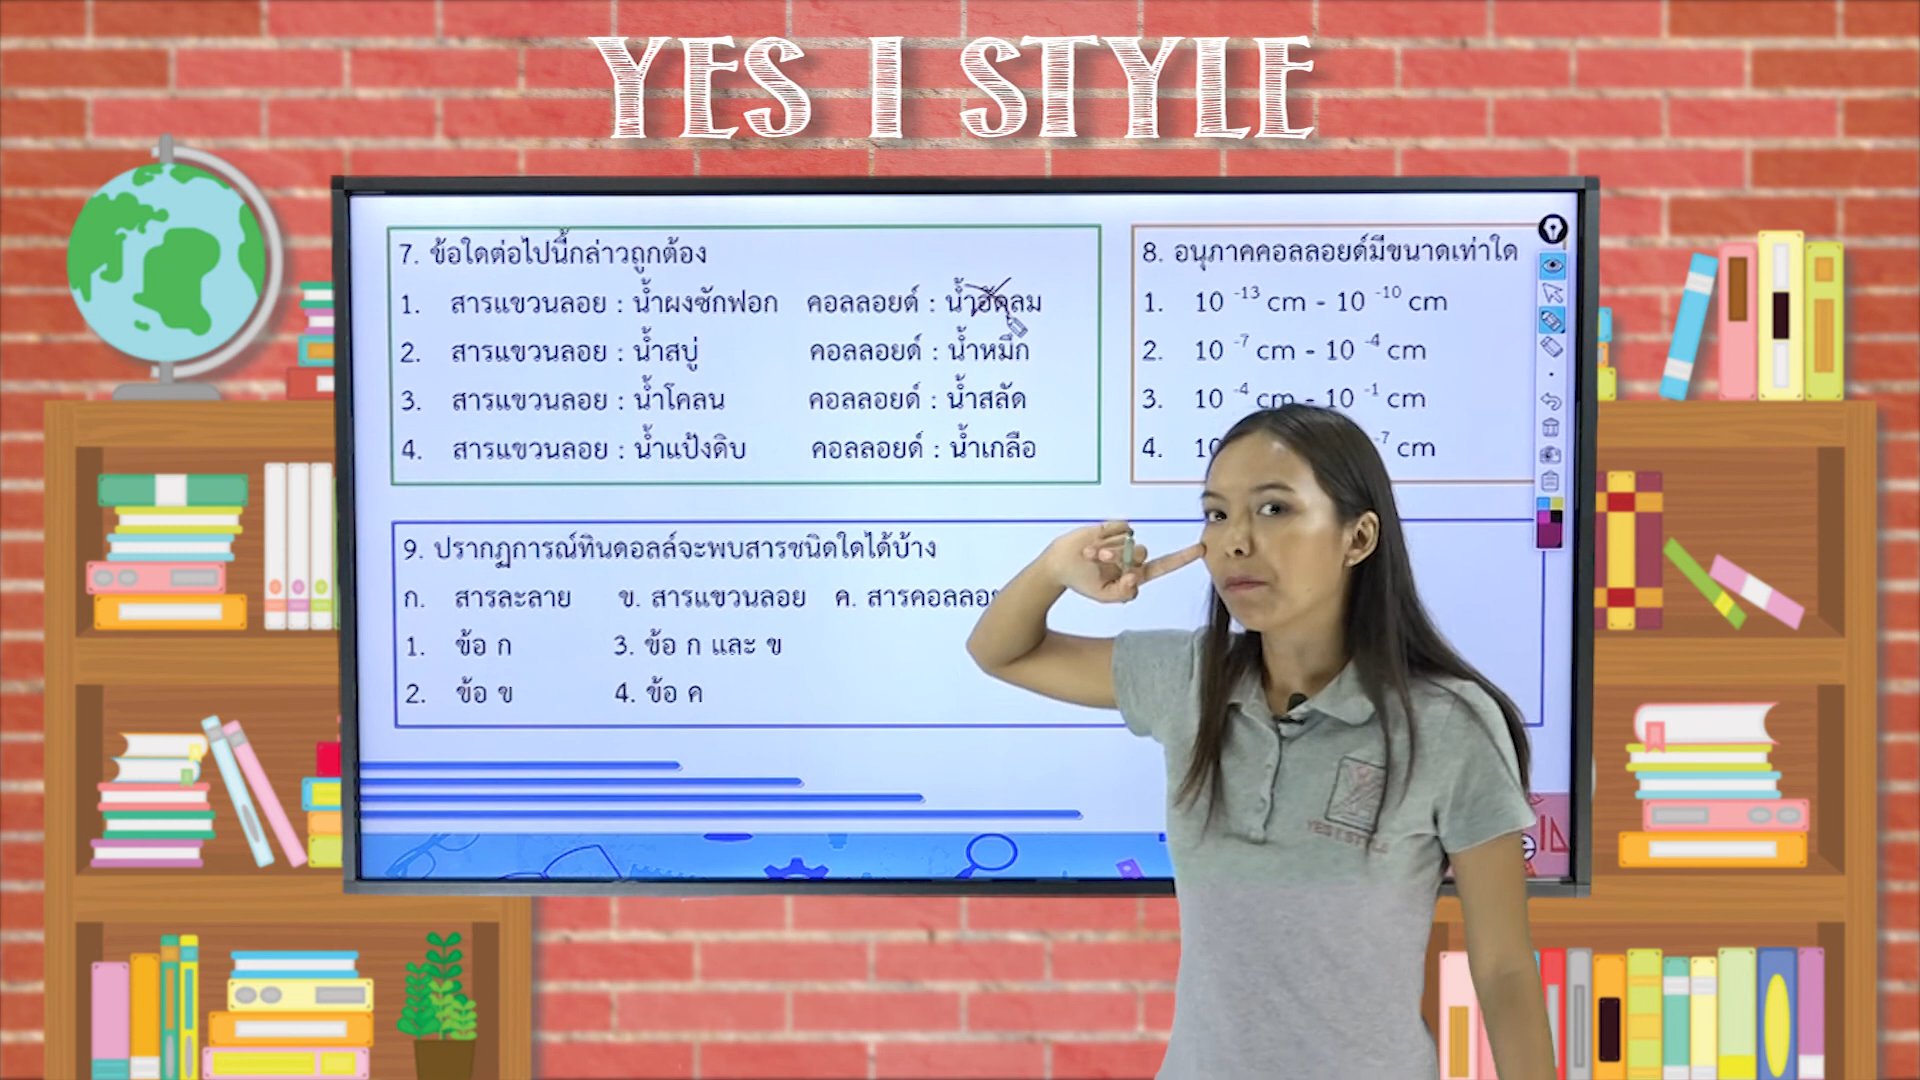 YES I STYLE
7. ข้อใดต่อไปนี้กล่าวถูกต้อง
1. สารแขวนลอย : น้ำผงซักฟอก คอลลอยด์ : น้ำอัดลม
2. สารแขวนลอย : น้ำสบู่ คอลลอยด์ : น้ำหมึก
3. สารแขวนลอย : น้ำโคลน คอลลอยด์ : น้ำสลัด
4. สารแขวนลอย : น้ำแป้งดิบ คอลลอยด์ : น้ำเกลือ
8. อนุภาคคอลลอยด์มีขนาดเท่าใด
1. 10 ⁻¹³ cm - 10 ⁻¹⁰ cm
2. 10 ⁻⁷ cm - 10 ⁻⁴ cm
3. 10 ⁻⁴ cm - 10 ⁻¹ cm
4. 10 ⁻⁷ cm
9. ปรากฏการณ์ทินดอลล์จะพบสารชนิดใดได้บ้าง
ก. สารละลาย ข. สารแขวนลอย ค.
1. ข้อ ก 3. ข้อ ก และ ข
2. ข้อ ข 4. ข้อ ค
YES I STYLE